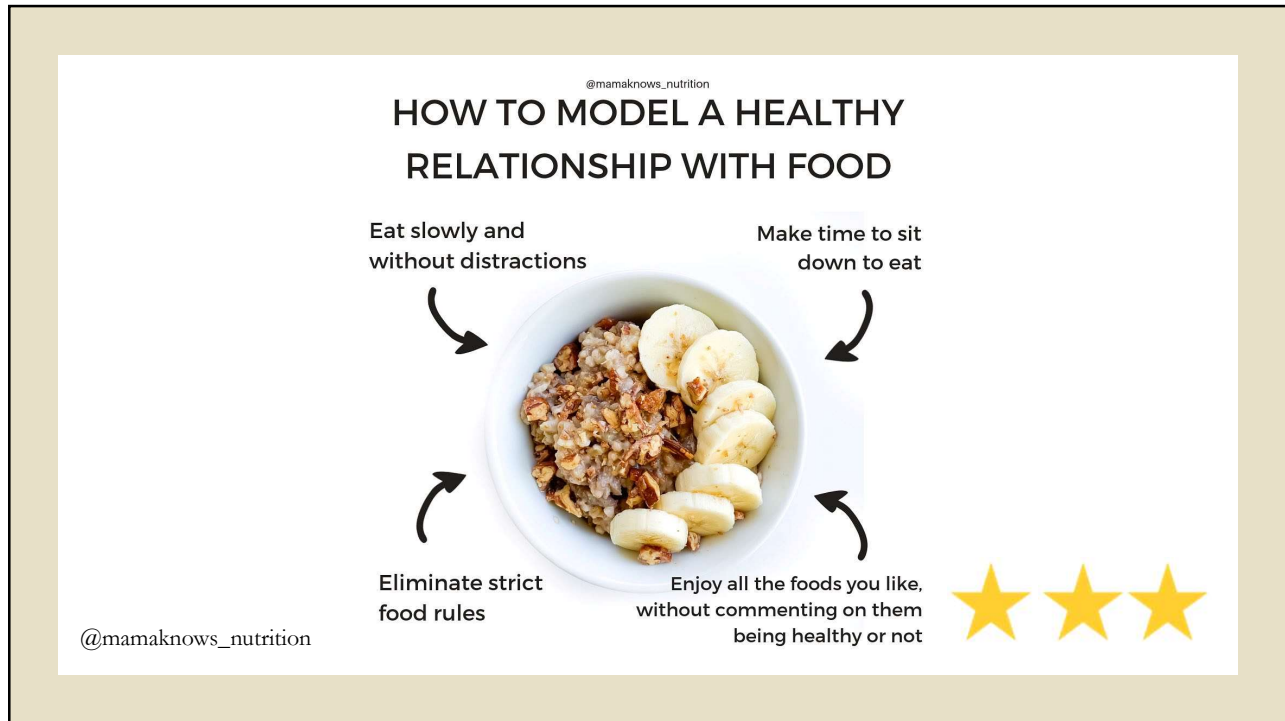 @mamaknows_nutrition
HOW TO MODEL A HEALTHY
RELATIONSHIP WITH FOOD
Eat slowly and
without distractions
Make time to sit
down to eat
Eliminate strict
food rules
Enjoy all the foods you like,
without commenting on them
being healthy or not
@mamaknows_nutrition